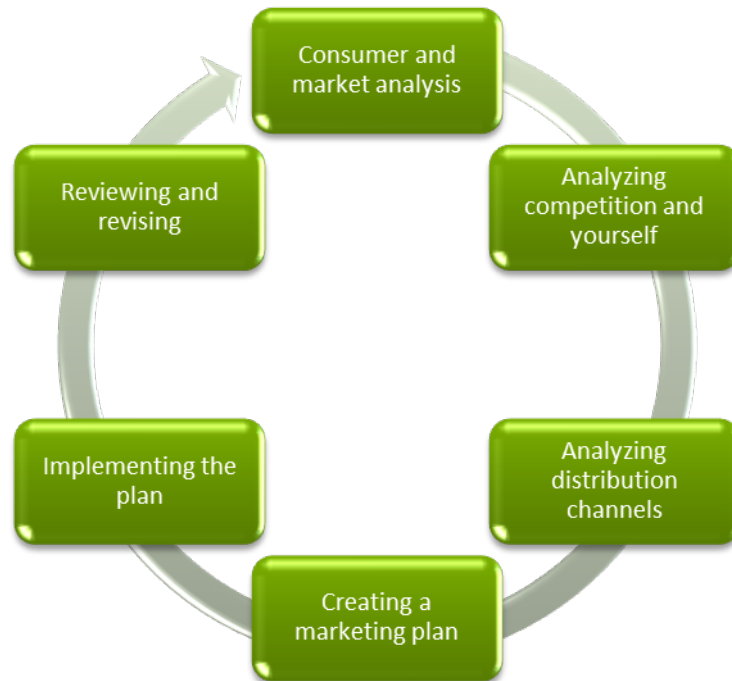 Consumer and
market analysis
Analyzing
competition and
yourself
Analyzing
distribution
channels
Creating a
marketing plan
Implementing the
plan
Reviewing and
revising